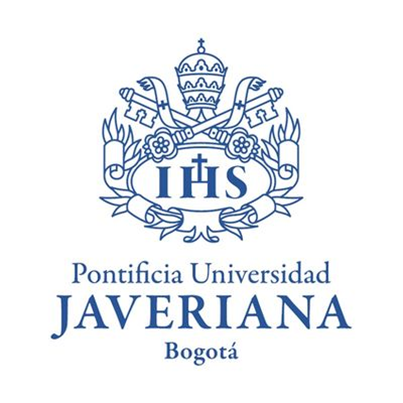 IHS
Pontificia Universidad
JAVERIANA
Bogotá